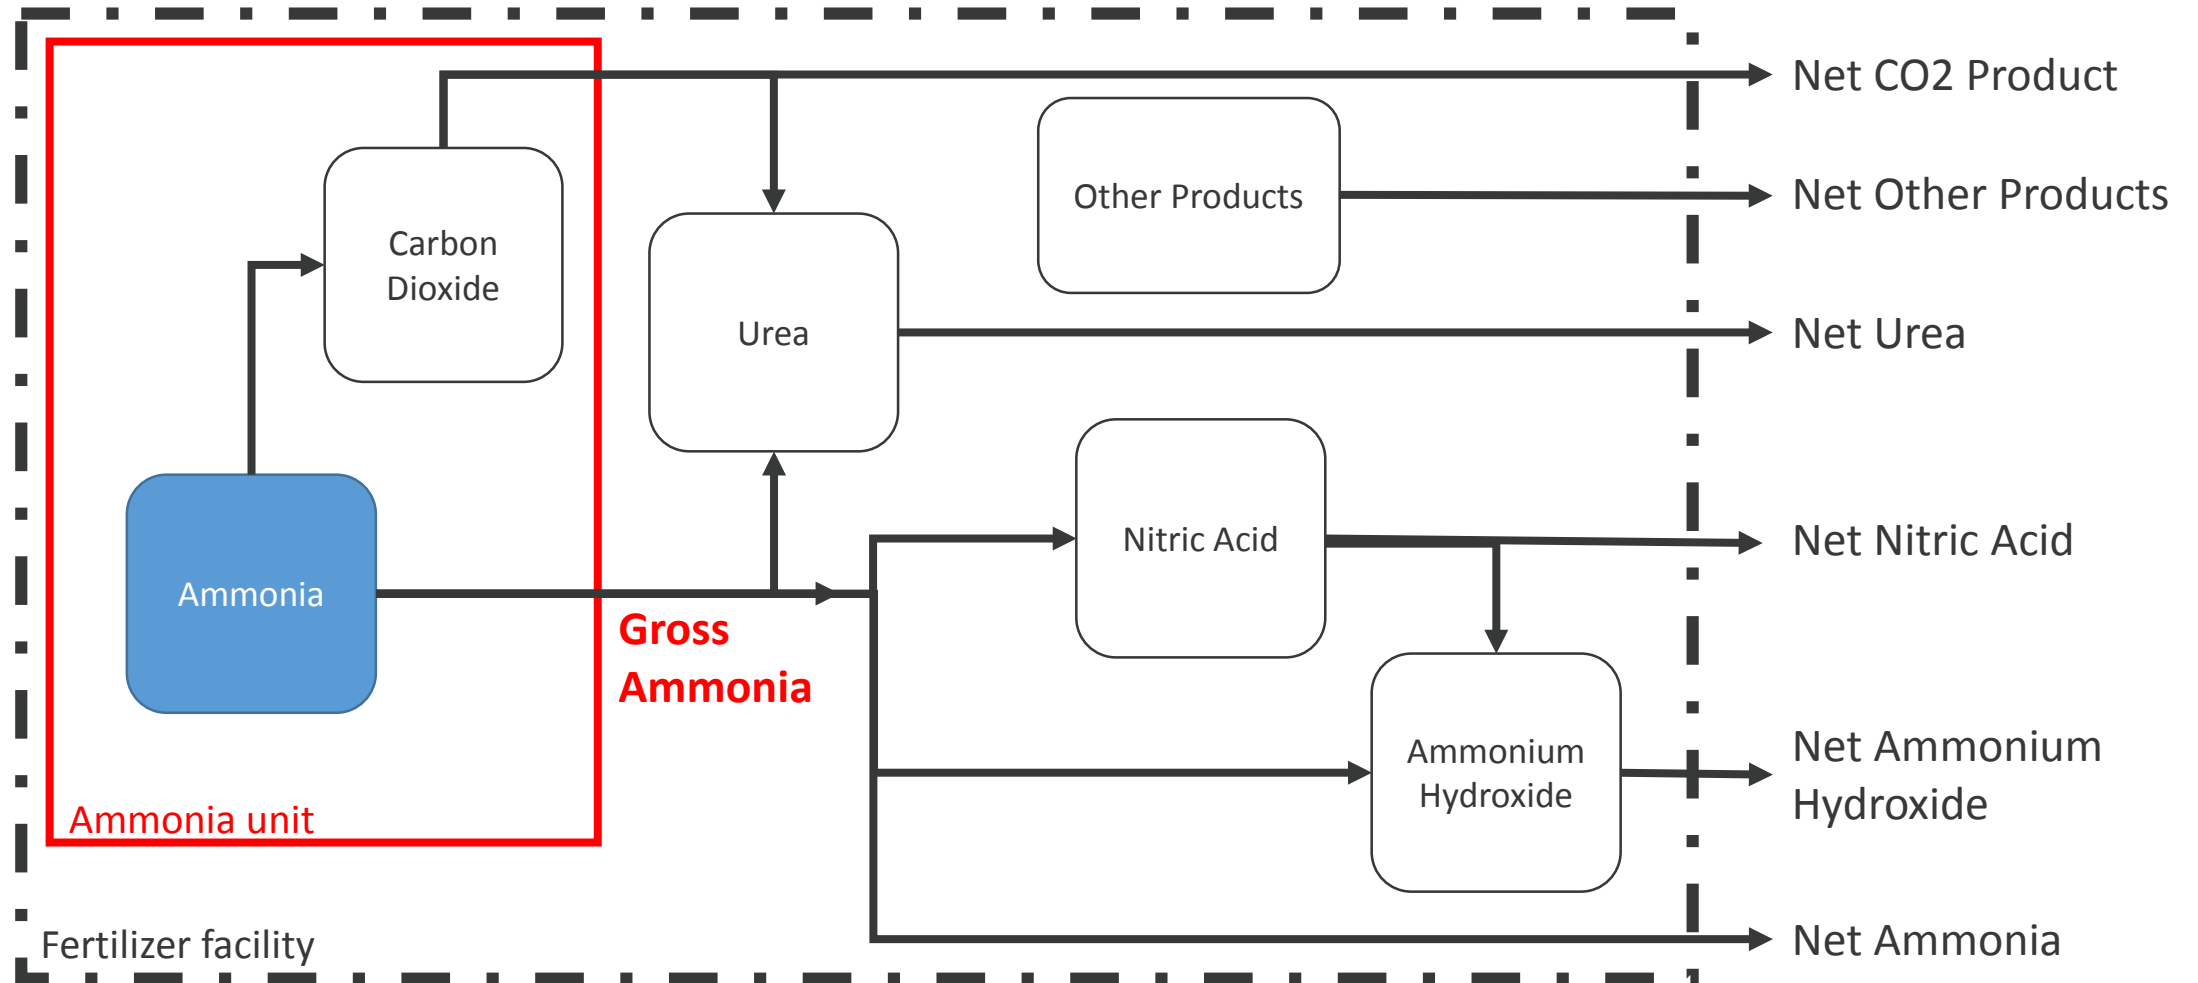 Net CO2 Product
Other Products
Net Other Products
Carbon
Dioxide
Urea
Net Urea
Nitric Acid
Net Nitric Acid
Ammonia
Gross
Ammonia
Ammonium
Hydroxide
Net Ammonium
Hydroxide
Ammonia unit
Fertilizer facility
Net Ammonia